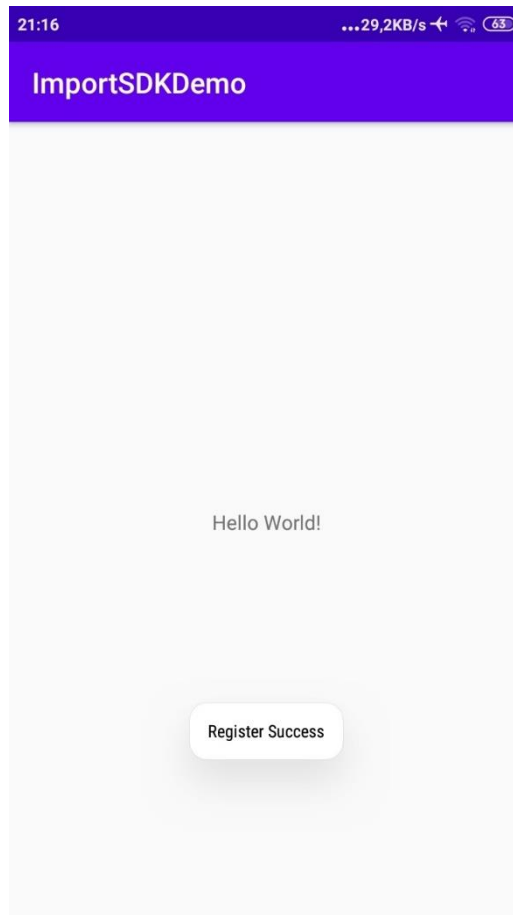 21:16 ...29,2KB/s 63
ImportSDKDemo
Hello World!
Register Success